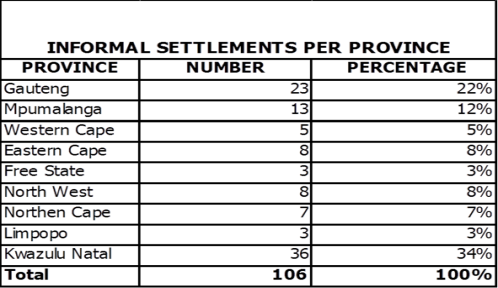 INFORMAL SETTLEMENTS PER PROVINCE
PROVINCE NUMBER PERCENTAGE
Gauteng 23 22%
Mpumalanga 13 12%
Western Cape 5 5%
Eastern Cape 8 8%
Free State 3 3%
North West 8 8%
Northen Cape 7 7%
Limpopo 3 3%
Kwazulu Natal 36 34%
Total 106 100%